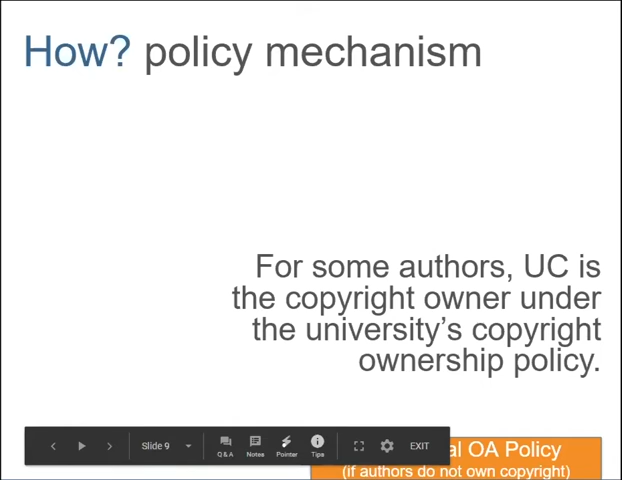 How? policy mechanism
For some authors, UC is
the copyright owner under
the university's copyright
ownership policy.
Slide 9
Q & A
Notes
Pointer
Tips
EXIT
OA Policy
(if authors do not own copyright)